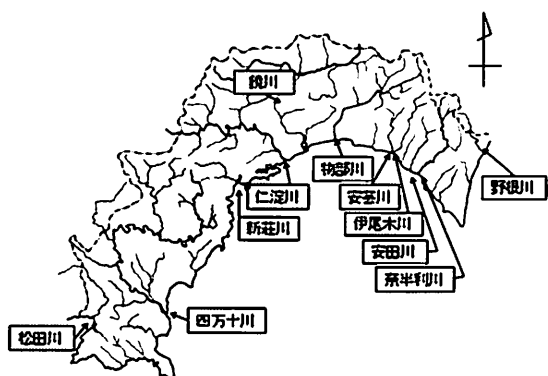 鏡川
物部川
仁淀川
安芸川
野根川
新荘川
伊尾木川
安田川
奈半利川
四万十川
松田川